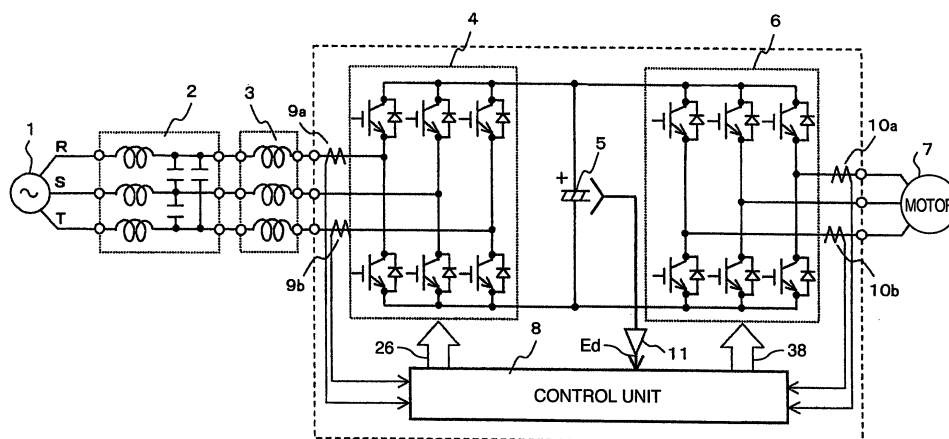 4
6
2
3
9a
10a
1
R
5
7
S
+
MOTOR
T
9b
10b
26
8
Ed
11
38
CONTROL UNIT